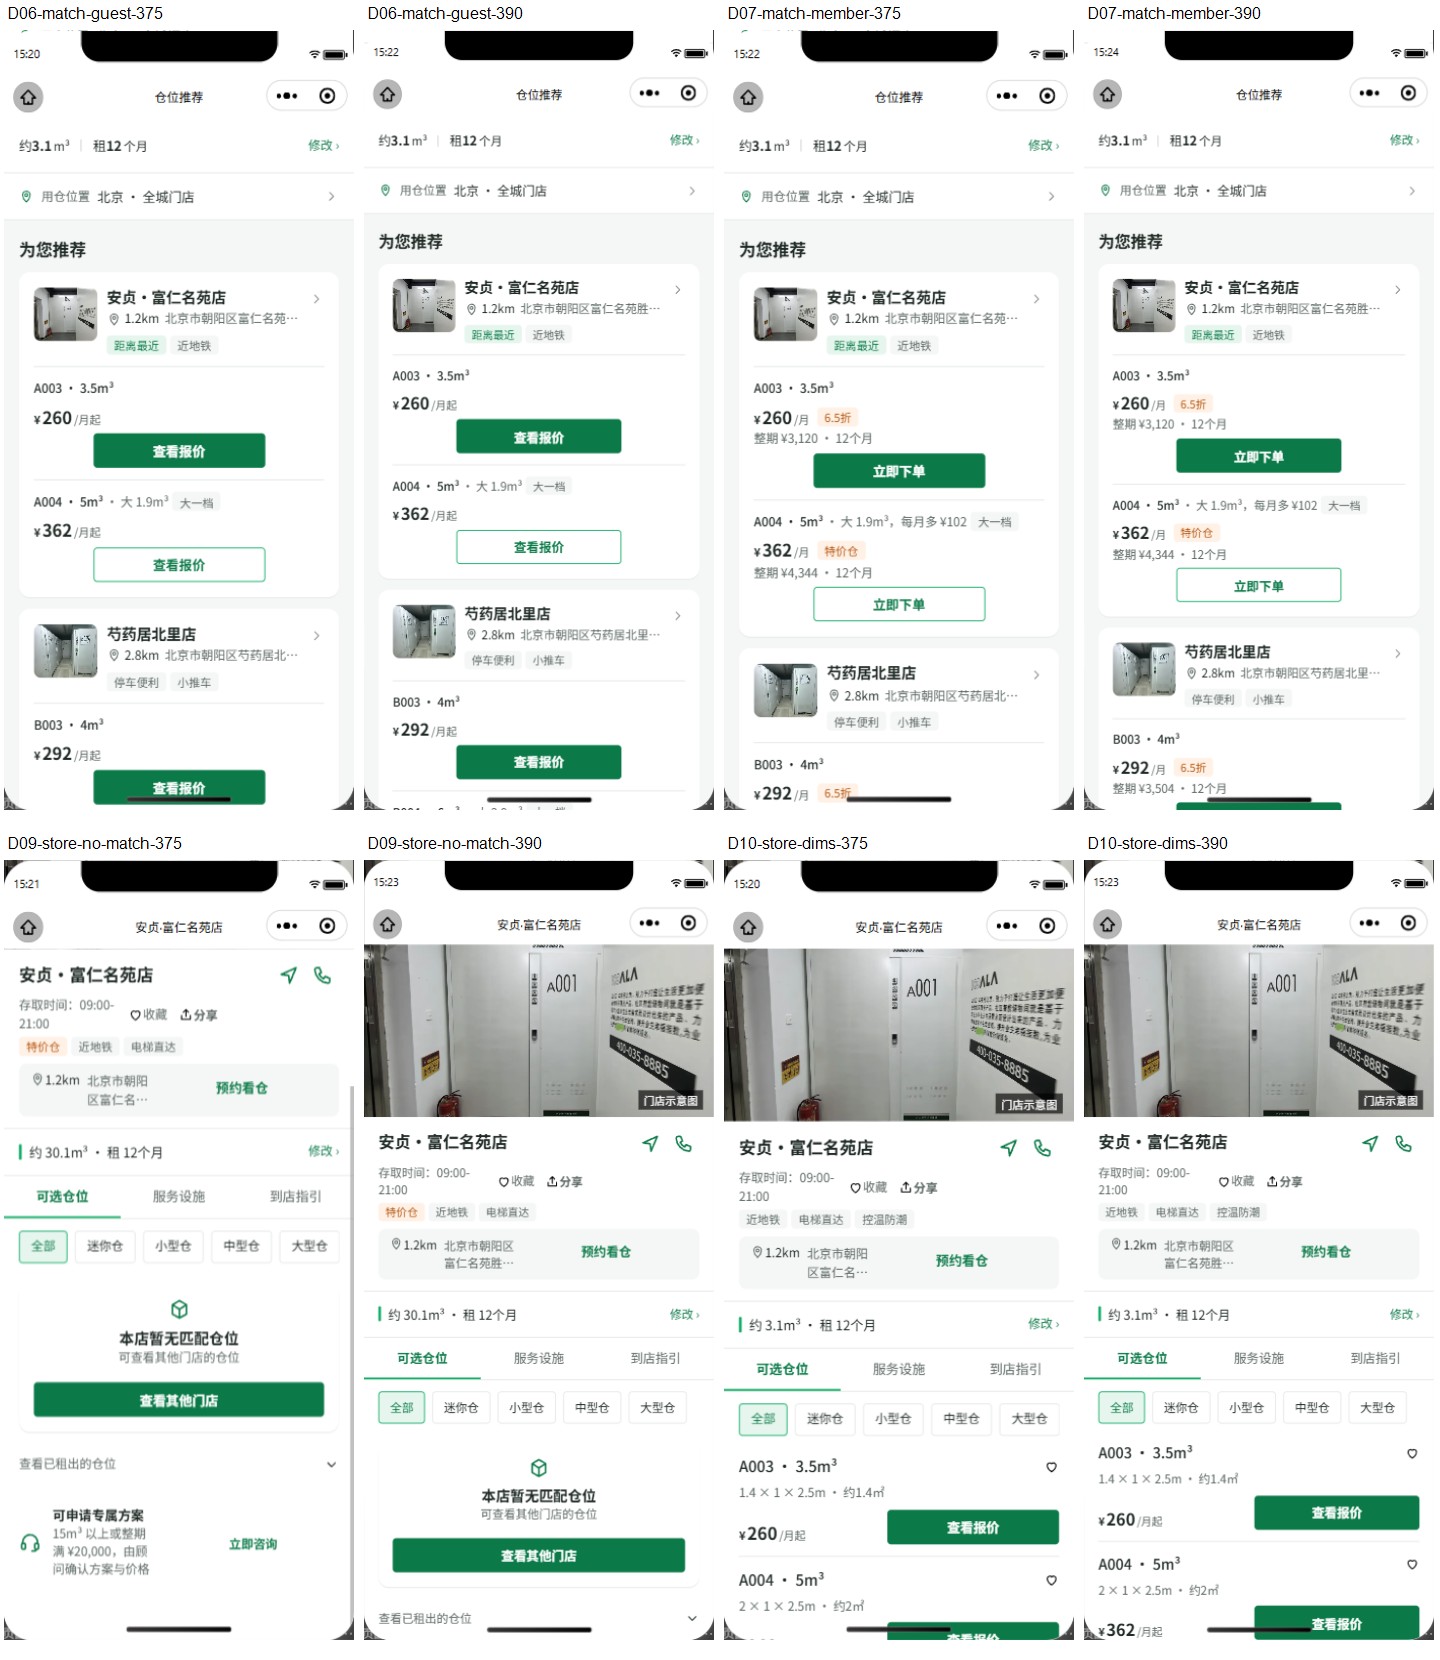 D06-match-guest-375
15:20
仓位推荐
约3.1m³ | 租12个月 修改 ›
用仓位置 北京 · 全城门店
为您推荐
安贞·富仁名苑店
1.2km 北京市朝阳区富仁名苑···
距离最近 近地铁
A003 · 3.5m³
¥260/月起
查看报价
A004 · 5m³ · 大 1.9m³ 大一档
¥362/月起
查看报价
芍药居北里店
2.8km 北京市朝阳区芍药居北···
停车便利 小推车
B003 · 4m³
¥292/月起
查看报价
D06-match-guest-390
15:22
仓位推荐
约3.1m³ | 租12个月 修改 ›
用仓位置 北京 · 全城门店
为您推荐
安贞·富仁名苑店
1.2km 北京市朝阳区富仁名苑胜···
距离最近 近地铁
A003 · 3.5m³
¥260/月起
查看报价
A004 · 5m³ · 大 1.9m³ 大一档
¥362/月起
查看报价
芍药居北里店
2.8km 北京市朝阳区芍药居北里···
停车便利 小推车
B003 · 4m³
¥292/月起
查看报价
D07-match-member-375
15:22
仓位推荐
约3.1m³ | 租12个月 修改 ›
用仓位置 北京 · 全城门店
为您推荐
安贞·富仁名苑店
1.2km 北京市朝阳区富仁名苑···
距离最近 近地铁
A003 · 3.5m³
¥260/月 6.5折
整期 ¥3,120 · 12个月
立即下单
A004 · 5m³ · 大 1.9m³，每月多 ¥102 大一档
¥362/月 特价仓
整期 ¥4,344 · 12个月
立即下单
芍药居北里店
2.8km 北京市朝阳区芍药居北···
停车便利 小推车
B003 · 4m³
¥292/月 6.5折
D07-match-member-390
15:24
仓位推荐
约3.1m³ | 租12个月 修改 ›
用仓位置 北京 · 全城门店
为您推荐
安贞·富仁名苑店
1.2km 北京市朝阳区富仁名苑胜···
距离最近 近地铁
A003 · 3.5m³
¥260/月 6.5折
整期 ¥3,120 · 12个月
立即下单
A004 · 5m³ · 大 1.9m³，每月多 ¥102 大一档
¥362/月 特价仓
整期 ¥4,344 · 12个月
立即下单
芍药居北里店
2.8km 北京市朝阳区芍药居北里···
停车便利 小推车
B003 · 4m³
¥292/月 6.5折
整期 ¥3,504 · 12个月
D09-store-no-match-375
15:21
安贞·富仁名苑店
安贞·富仁名苑店
存取时间：09:00-
21:00
收藏 分享
特价仓 近地铁 电梯直达
1.2km 北京市朝阳
区富仁名···
预约看仓
约 30.1m³ · 租 12个月 修改 ›
可选仓位 服务设施 到店指引
全部 迷你仓 小型仓 中型仓 大型仓
本店暂无匹配仓位
可查看其他门店的仓位
查看其他门店
查看已租出的仓位
可申请专属方案
15m³ 以上或整期
满 ¥20,000，由顾
问确认方案与价格
立即咨询
D09-store-no-match-390
15:23
安贞·富仁名苑店
A001
400-035-8885
门店示意图
安贞·富仁名苑店
存取时间：09:00-
21:00
收藏 分享
特价仓 近地铁 电梯直达
1.2km 北京市朝阳区
富仁名苑胜···
预约看仓
约 30.1m³ · 租 12个月 修改 ›
可选仓位 服务设施 到店指引
全部 迷你仓 小型仓 中型仓 大型仓
本店暂无匹配仓位
可查看其他门店的仓位
查看其他门店
查看已租出的仓位
D10-store-dims-375
15:20
安贞·富仁名苑店
A001
400-035-8885
门店示意图
安贞·富仁名苑店
存取时间：09:00-
21:00
收藏 分享
近地铁 电梯直达 控温防潮
1.2km 北京市朝阳
区富仁名···
预约看仓
约 3.1m³ · 租 12个月 修改 ›
可选仓位 服务设施 到店指引
全部 迷你仓 小型仓 中型仓 大型仓
A003 · 3.5m³
1.4 × 1 × 2.5m · 约1.4㎡
¥260/月起 查看报价
A004 · 5m³
2 × 1 × 2.5m · 约2㎡
查看报价
D10-store-dims-390
15:23
安贞·富仁名苑店
A001
400-035-8885
门店示意图
安贞·富仁名苑店
存取时间：09:00-
21:00
收藏 分享
近地铁 电梯直达 控温防潮
1.2km 北京市朝阳区
富仁名苑胜···
预约看仓
约 3.1m³ · 租 12个月 修改 ›
可选仓位 服务设施 到店指引
全部 迷你仓 小型仓 中型仓 大型仓
A003 · 3.5m³
1.4 × 1 × 2.5m · 约1.4㎡
¥260/月起 查看报价
A004 · 5m³
2 × 1 × 2.5m · 约2㎡
¥362/月起 查看报价